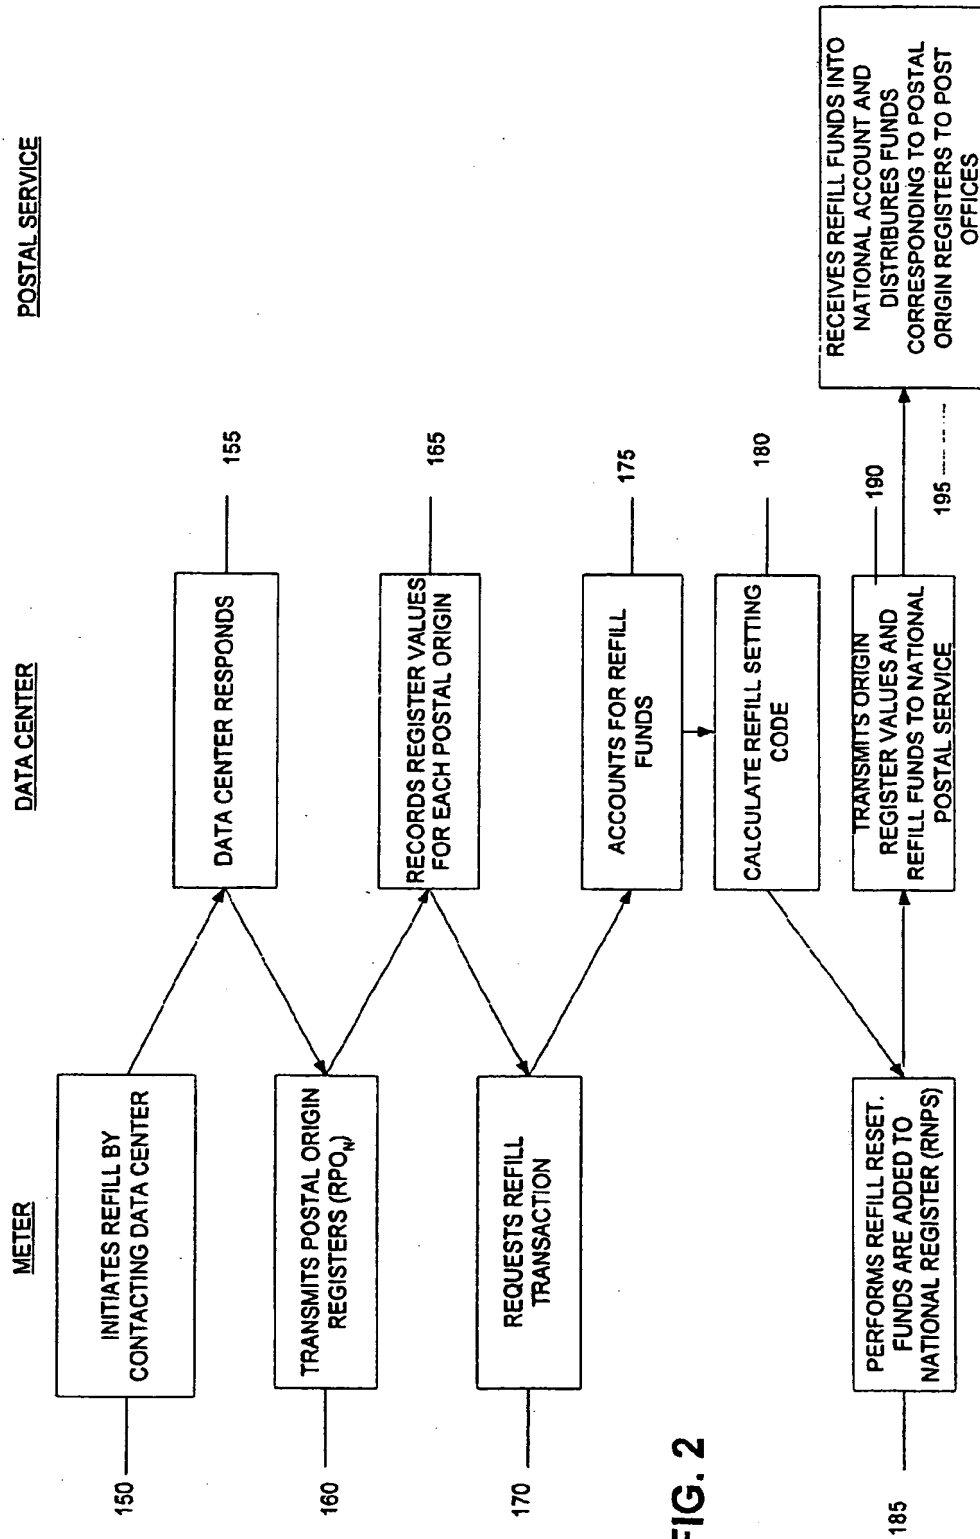 METER
DATA CENTER
POSTAL SERVICE
150
INITIATES REFILL BY
CONTACTING DATA CENTER
DATA CENTER RESPONDS
155
160
TRANSMITS POSTAL ORIGIN
REGISTERS (RPON)
RECORDS REGISTER VALUES
FOR EACH POSTAL ORIGIN
165
170
REQUESTS REFILL
TRANSACTION
ACCOUNTS FOR REFILL
FUNDS
175
CALCULATE REFILL SETTING
CODE
180
185
PERFORMS REFILL RESET.
FUNDS ARE ADDED TO
NATIONAL REGISTER (RNPS)
TRANSMITS ORIGIN
REGISTER VALUES AND
REFILL FUNDS TO NATIONAL
POSTAL SERVICE
190
195
RECEIVES REFILL FUNDS INTO
NATIONAL ACCOUNT AND
DISTRIBURES FUNDS
CORRESPONDING TO POSTAL
ORIGIN REGISTERS TO POST
OFFICES
FIG. 2